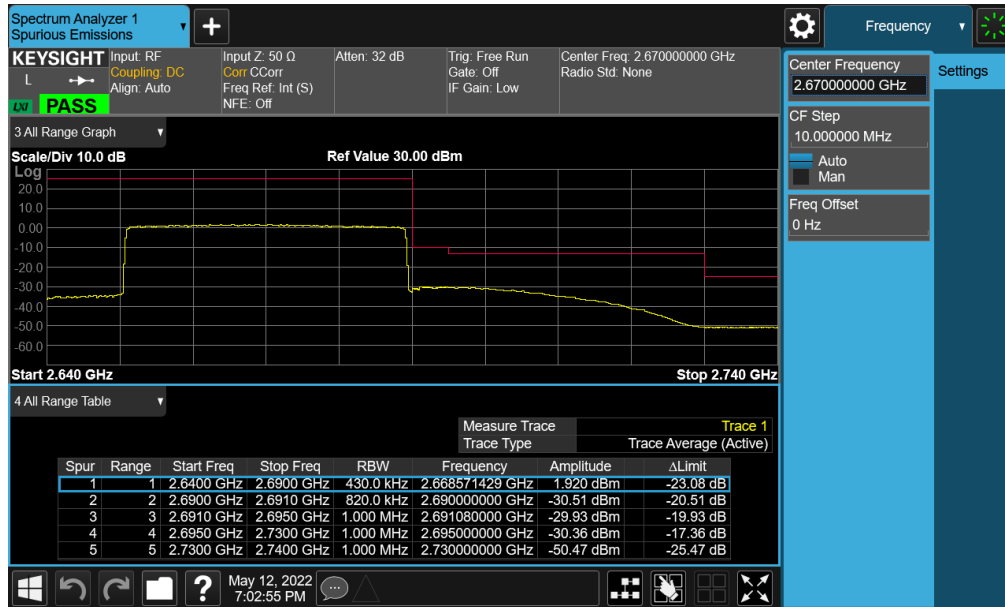 Spectrum Analyzer 1
Spurious Emissions
+
Frequency
KEYSIGHT
L
LXI
PASS
Input: RF
Coupling: DC
Align: Auto
Input Z: 50 Ω
Corr CCorr
Freq Ref: Int (S)
NFE: Off
Atten: 32 dB
Trig: Free Run
Gate: Off
IF Gain: Low
Center Freq: 2.670000000 GHz
Radio Std: None
Center Frequency
2.670000000 GHz
Settings
CF Step
10.000000 MHz
Auto
Man
Freq Offset
0 Hz
3 All Range Graph
Scale/Div 10.0 dB
Ref Value 30.00 dBm
Log
20.0
10.0
0.00
-10.0
-20.0
-30.0
-40.0
-50.0
-60.0
Start 2.640 GHz
Stop 2.740 GHz
4 All Range Table
Measure Trace Trace 1
Trace Type Trace Average (Active)
Spur Range Start Freq Stop Freq RBW Frequency Amplitude ΔLimit
1 1 2.6400 GHz 2.6900 GHz 430.0 kHz 2.668571429 GHz 1.920 dBm -23.08 dB
2 2 2.6900 GHz 2.6910 GHz 820.0 kHz 2.690000000 GHz -30.51 dBm -20.51 dB
3 3 2.6910 GHz 2.6950 GHz 1.000 MHz 2.691080000 GHz -29.93 dBm -19.93 dB
4 4 2.6950 GHz 2.7300 GHz 1.000 MHz 2.695000000 GHz -30.36 dBm -17.36 dB
5 5 2.7300 GHz 2.7400 GHz 1.000 MHz 2.730000000 GHz -50.47 dBm -25.47 dB
?
May 12, 2022
7:02:55 PM